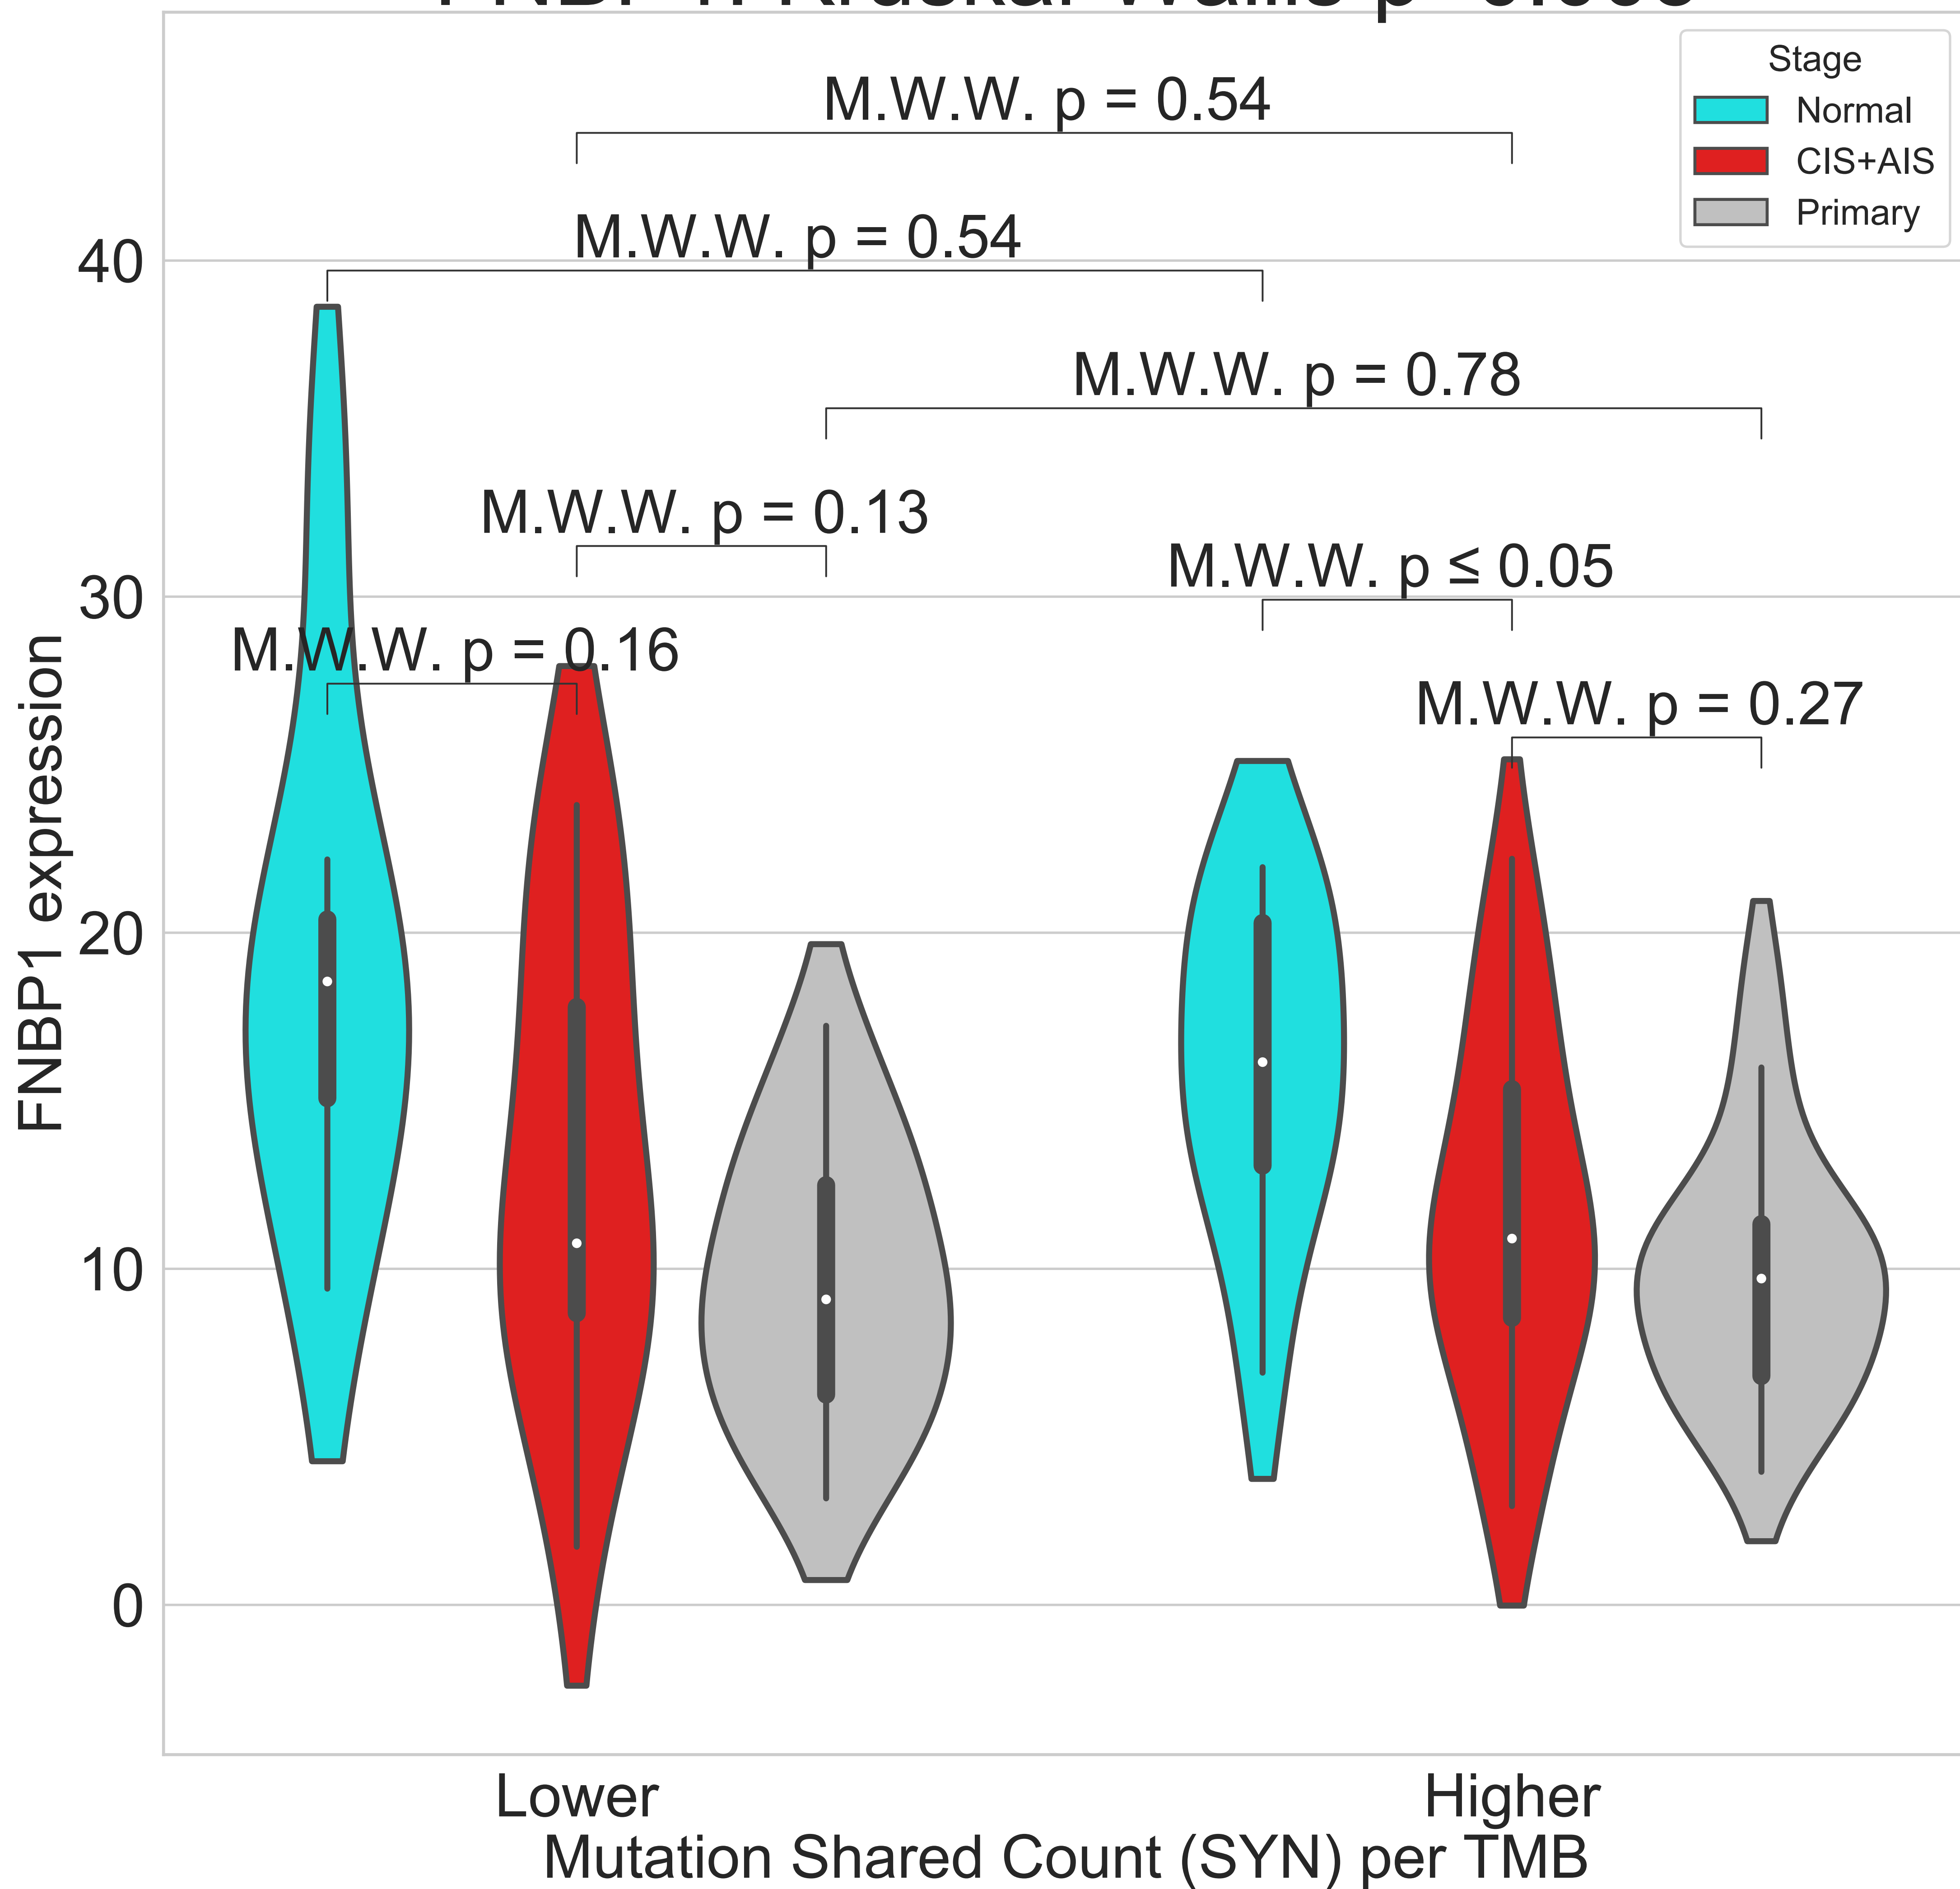 Stage
Normal
CIS+AIS
Primary
M.W.W. p = 0.54
M.W.W. p = 0.54
M.W.W. p = 0.78
M.W.W. p = 0.13
M.W.W. p ≤ 0.05
M.W.W. p = 0.16
M.W.W. p = 0.27
40
30
20
10
0
FNBP1 expression
Lower
Higher
Mutation Shared Count (SYN) per TMB